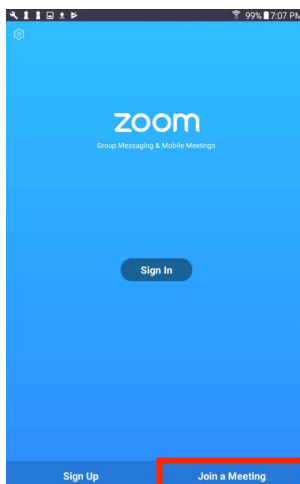 99% 7:07 PM
zoom
Group Messaging & Mobile Meetings
Sign In
Sign Up Join a Meeting